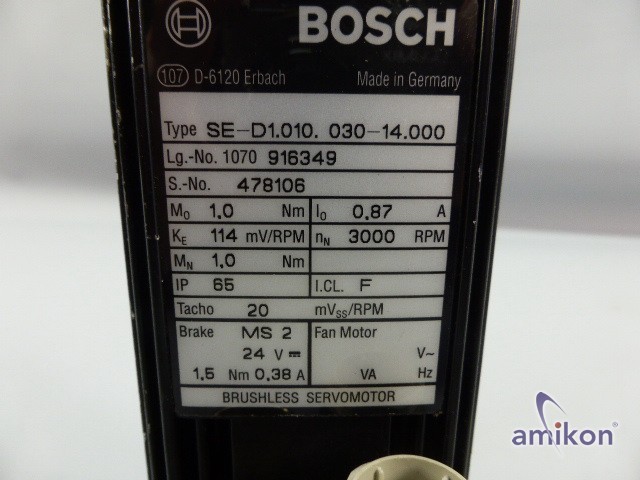 BOSCH
107 D-6120 Erbach Made in Germany
Type SE-D1.010. 030-14.000
Lg.-No. 1070 916349
S.-No. 478106
M0 1.0 Nm I0 0.87 A
KE 114 mV/RPM nN 3000 RPM
MN 1.0 Nm
IP 65 I.CL. F
Tacho 20 mVSS/RPM
Brake MS 2 Fan Motor
24 V ⎓ V~
1.5 Nm 0.38 A VA Hz
BRUSHLESS SERVOMOTOR
amikon®